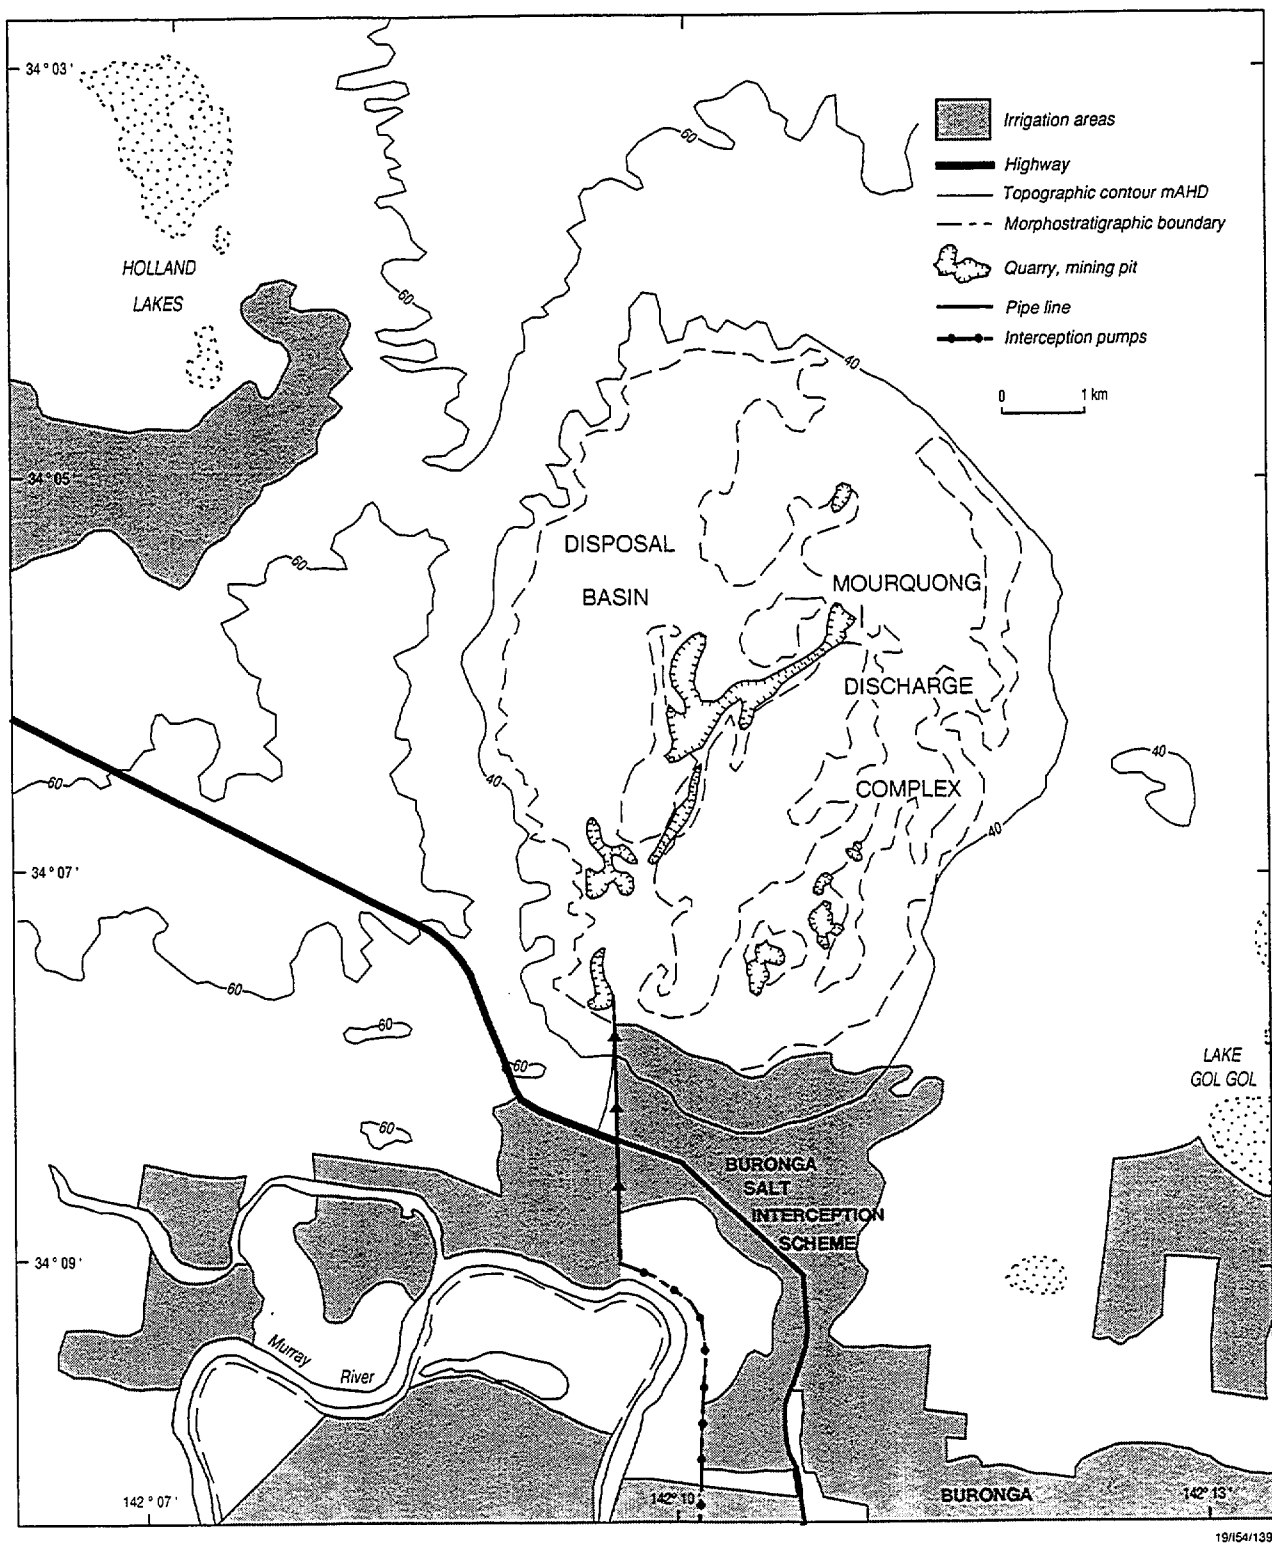 34° 03'
60
Irrigation areas
Highway
Topographic contour mAHD
Morphostratigraphic boundary
Quarry, mining pit
Pipe line
Interception pumps
0 1 km
HOLLAND
LAKES
60
40
34° 05'
60
DISPOSAL
BASIN
MOURQUONG
DISCHARGE
COMPLEX
60
40
40
40
34° 07'
60
60
60
60
LAKE
GOL GOL
BURONGA
SALT
INTERCEPTION
SCHEME
34° 09'
Murray
River
142° 07'
142° 10'
142° 13'
BURONGA
19/I54/139